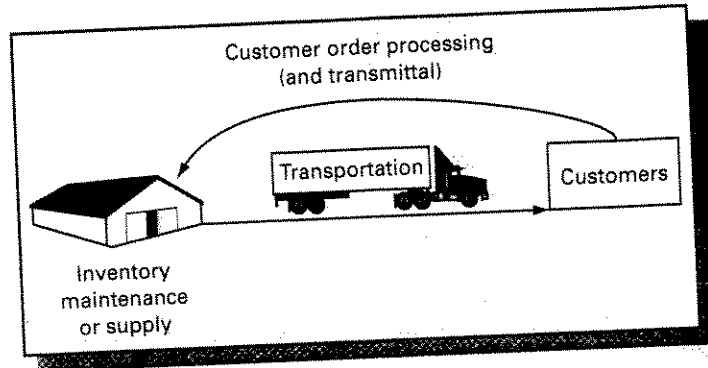 Customer order processing
(and transmittal)
Transportation
Customers
Inventory
maintenance
or supply